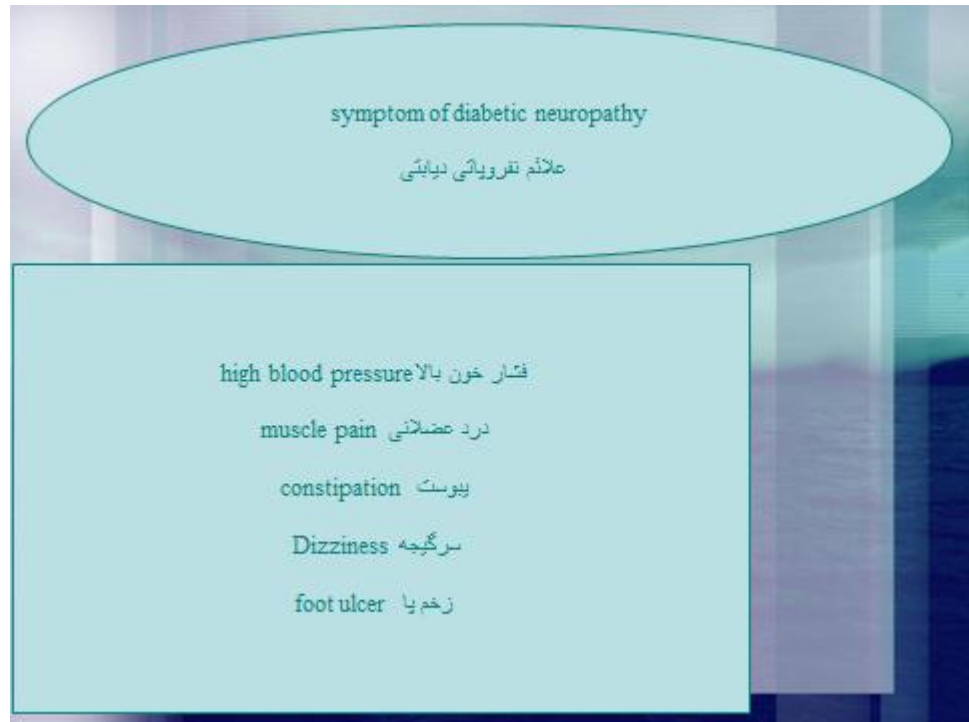 symptom of diabetic neuropathy
علائم نفروپاتی دیابتی
high blood pressure فشار خون بالا
muscle pain درد عضلانی
constipation یبوست
Dizziness سرگیجه
foot ulcer زخم پا